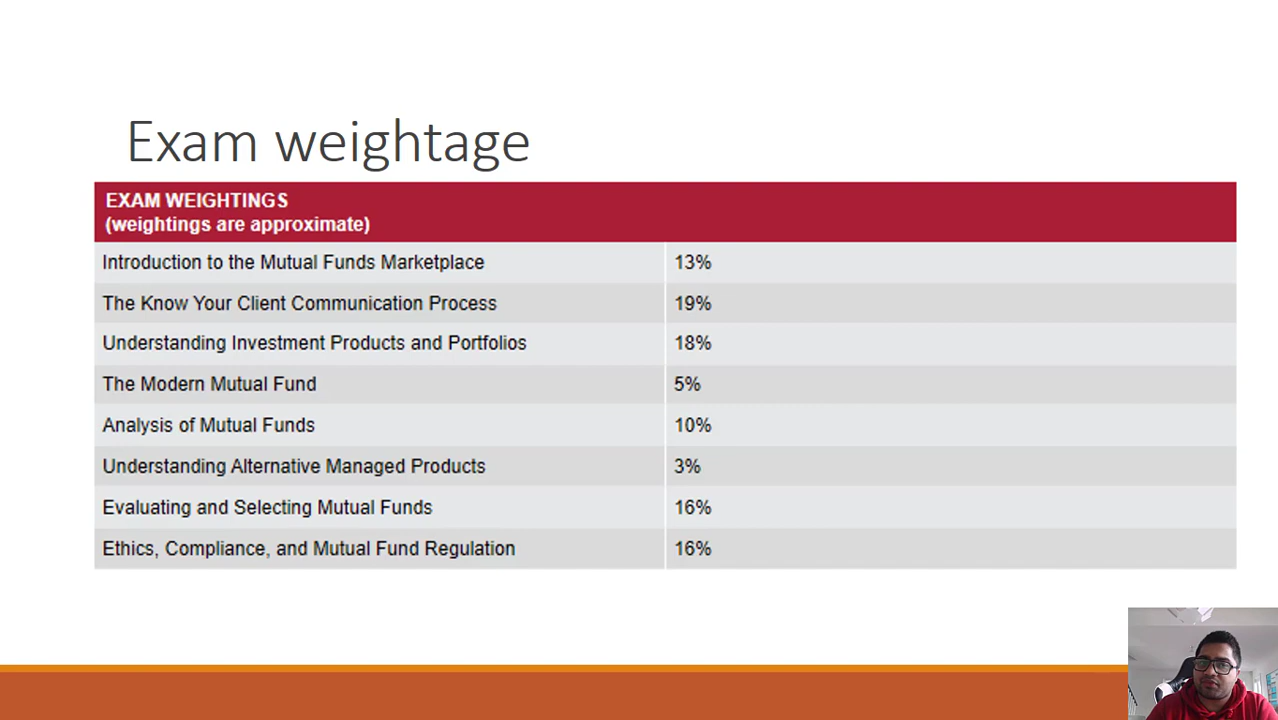 Exam weightage
EXAM WEIGHTINGS
(weightings are approximate)
Introduction to the Mutual Funds Marketplace 13%
The Know Your Client Communication Process 19%
Understanding Investment Products and Portfolios 18%
The Modern Mutual Fund 5%
Analysis of Mutual Funds 10%
Understanding Alternative Managed Products 3%
Evaluating and Selecting Mutual Funds 16%
Ethics, Compliance, and Mutual Fund Regulation 16%